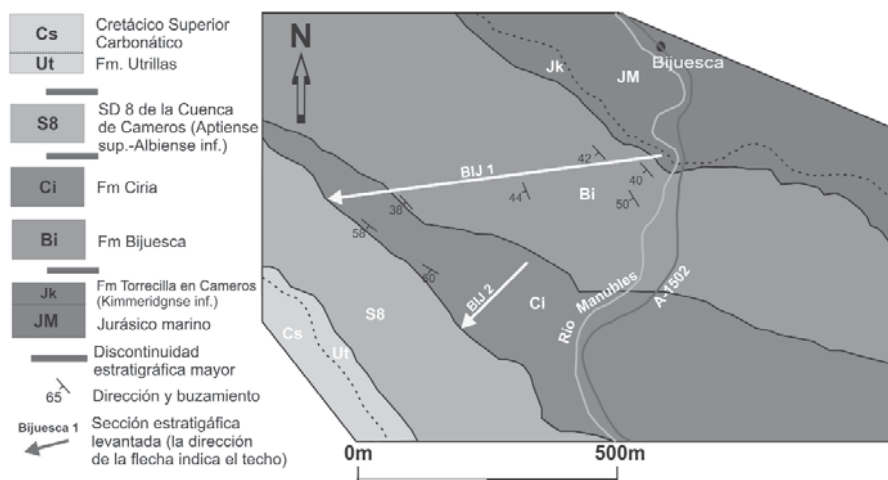 Cs
Cretácico Superior
Carbonático
Ut
Fm. Utrillas
S8
SD 8 de la Cuenca
de Cameros (Aptiense
sup.-Albiense inf.)
Ci
Fm Ciria
Bi
Fm Bijuesca
Jk
Fm Torrecilla en Cameros
(Kimmeridgnse inf.)
JM
Jurásico marino
Discontinuidad
estratigráfica mayor
65
Dirección y buzamiento
Bijuesca 1
Sección estratigáfica
levantada (la dirección
de la flecha indica el techo)
N
Jk
JM
Bijuesca
42
BIJ 1
40
44
Bi
50
38
58
60
BIJ 2
Ci
Río Manubles
A-1502
S8
Cs
Ut
0m
500m